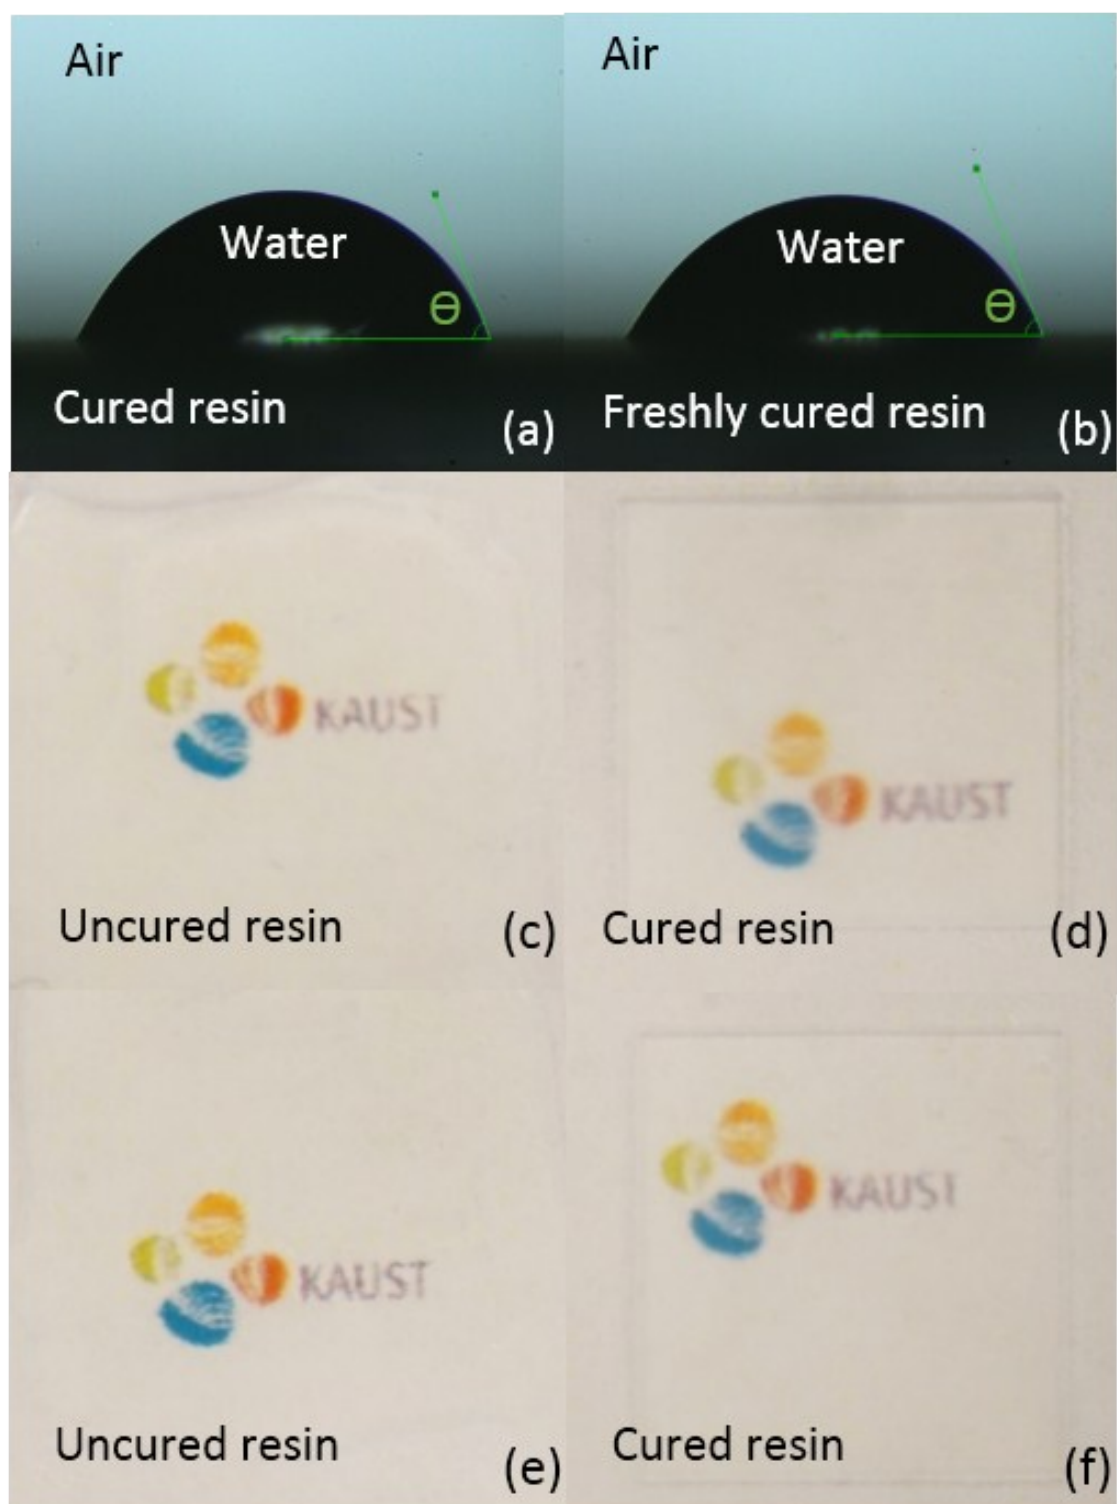 Air
Water
Θ
Cured resin
(a)
Air
Water
Θ
Freshly cured resin
(b)
KAUST
Uncured resin
(c)
KAUST
Cured resin
(d)
KAUST
Uncured resin
(e)
KAUST
Cured resin
(f)